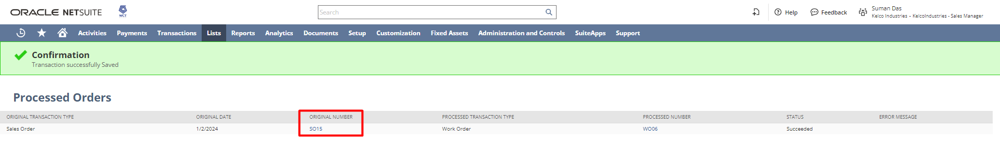 ORACLE NETSUITE
WCT
Search
Help
Feedback
Suman Das
Kelco Industries - KelcoIndustries - Sales Manager
Activities Payments Transactions Lists Reports Analytics Documents Setup Customization Fixed Assets Administration and Controls SuiteApps Support
Confirmation
Transaction successfully Saved
Processed Orders
ORIGINAL TRANSACTION TYPE ORIGINAL DATE ORIGINAL NUMBER PROCESSED TRANSACTION TYPE PROCESSED NUMBER STATUS ERROR MESSAGE
Sales Order 1/2/2024 SO15 Work Order WO06 Succeeded